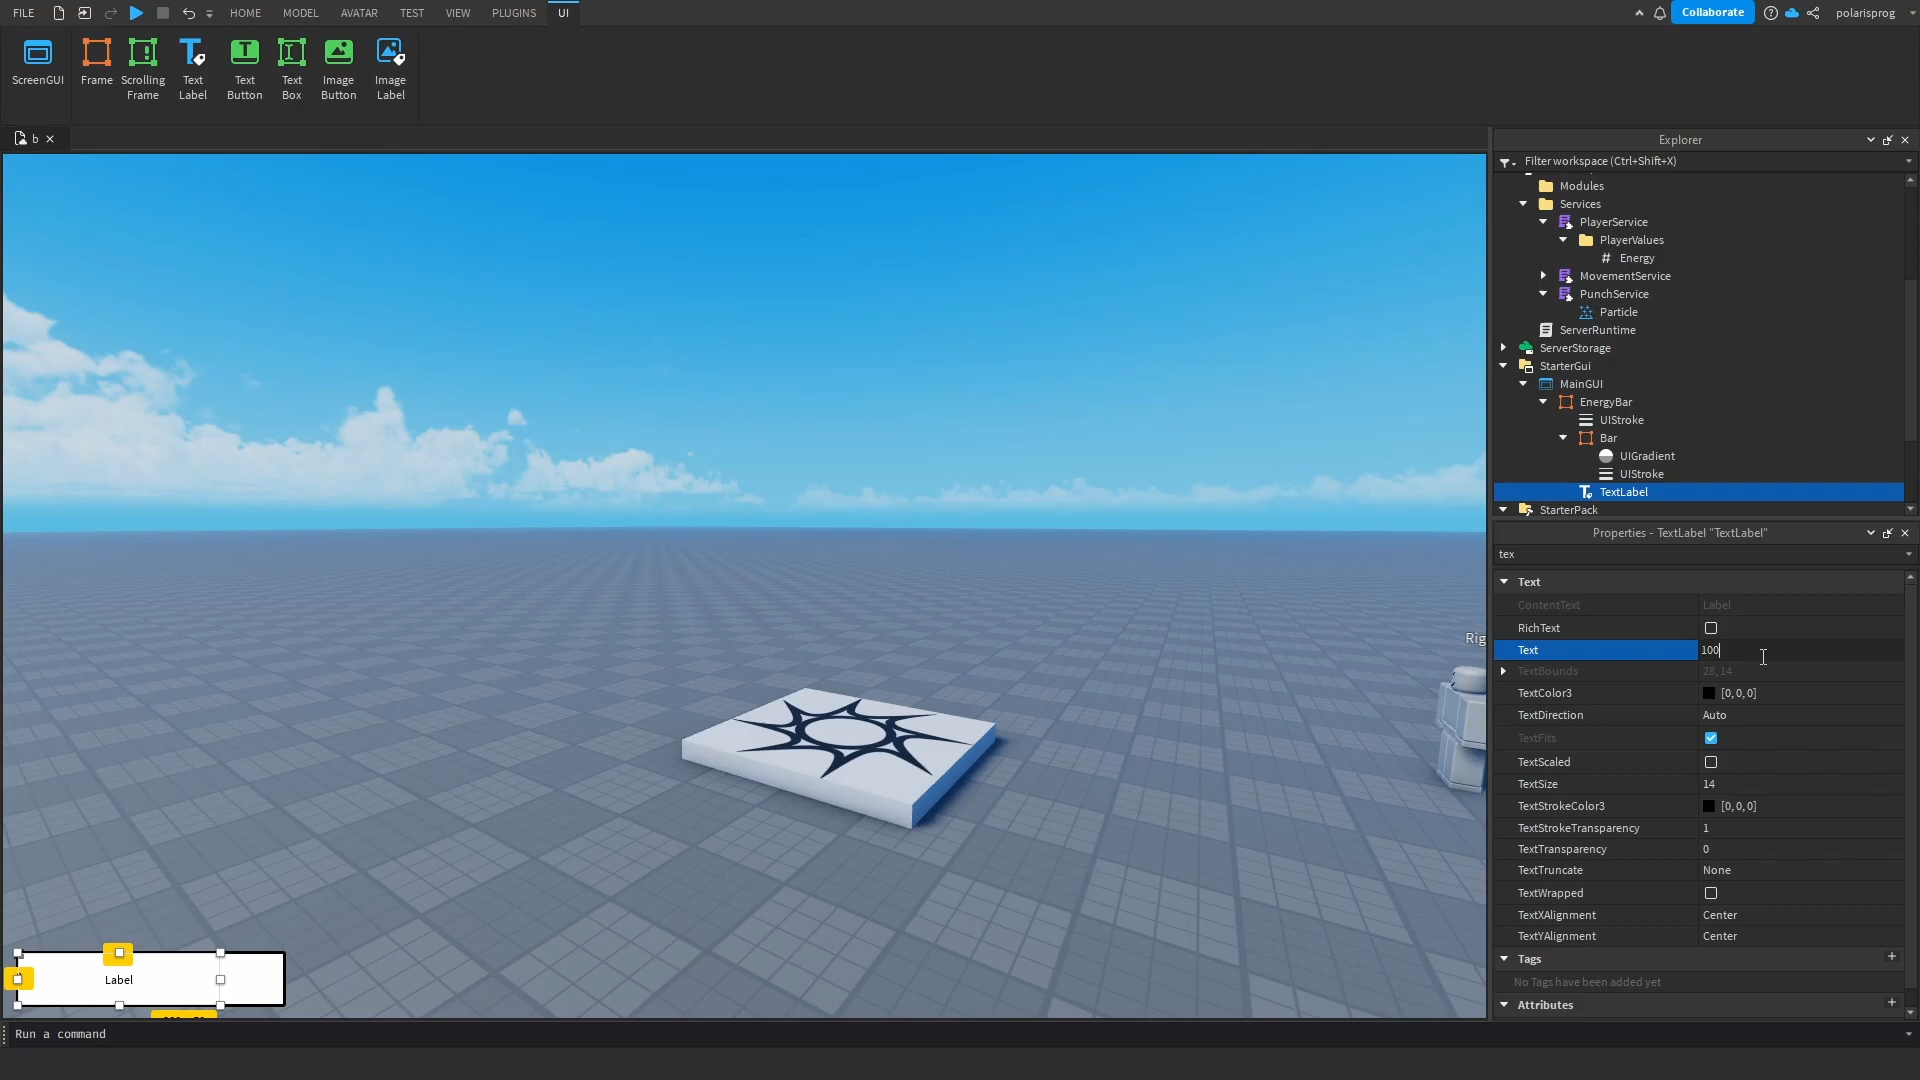 FILE HOME MODEL AVATAR TEST VIEW PLUGINS UI Collaborate polarisprog
ScreenGUI
Frame
Scrolling
Frame
Text
Label
Text
Button
Text
Box
Image
Button
Image
Label
b
Explorer
Filter workspace (Ctrl+Shift+X)
Modules
Services
PlayerService
PlayerValues
Energy
MovementService
PunchService
Particle
ServerRuntime
ServerStorage
StarterGui
MainGUI
EnergyBar
UIStroke
Bar
UIGradient
UIStroke
TextLabel
StarterPack
Properties - TextLabel "TextLabel"
tex
Text
ContentText Label
RichText
Text 100
TextBounds 28, 14
TextColor3 [0, 0, 0]
TextDirection Auto
TextFits
TextScaled
TextSize 14
TextStrokeColor3 [0, 0, 0]
TextStrokeTransparency 1
TextTransparency 0
TextTruncate None
TextWrapped
TextXAlignment Center
TextYAlignment Center
Tags
No Tags have been added yet
Attributes
Rig
Label
Run a command